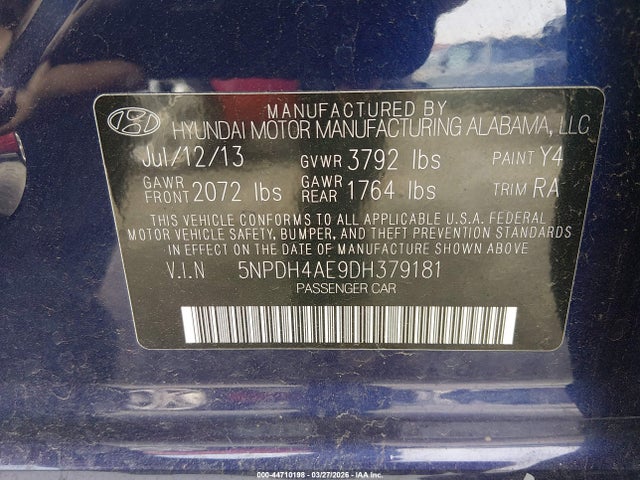 MANUFACTURED BY
HYUNDAI MOTOR MANUFACTURING ALABAMA, LLC
Jul/12/13 GVWR 3792 lbs PAINT Y4
GAWR FRONT 2072 lbs GAWR REAR 1764 lbs TRIM RA
THIS VEHICLE CONFORMS TO ALL APPLICABLE U.S.A. FEDERAL
MOTOR VEHICLE SAFETY, BUMPER, AND THEFT PREVENTION STANDARDS
IN EFFECT ON THE DATE OF MANUFACTURE SHOWN ABOVE.
V.I.N 5NPDH4AE9DH379181
PASSENGER CAR
000-44710198 - 03/27/2026 - IAA Inc.